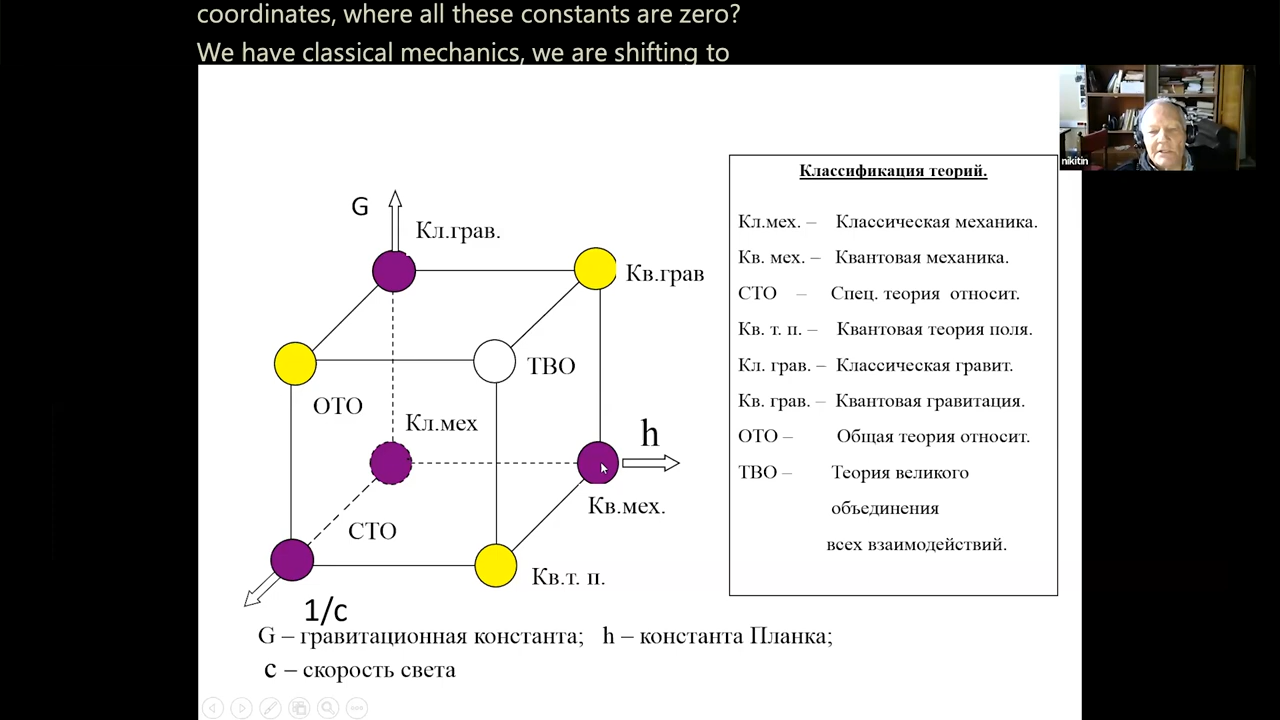 coordinates, where all these constants are zero?
We have classical mechanics, we are shifting to
nikitin
G
Кл.грав.
Кв.грав
ТВО
ОТО
Кл.мех
h
Кв.мех.
СТО
Кв.т. п.
1/c
G – гравитационная константа; h – константа Планка;
c – скорость света
Классификация теорий.
Кл.мех. – Классическая механика.
Кв. мех. – Квантовая механика.
СТО – Спец. теория относит.
Кв. т. п. – Квантовая теория поля.
Кл. грав. – Классическая гравит.
Кв. грав. – Квантовая гравитация.
ОТО – Общая теория относит.
ТВО – Теория великого
объединения
всех взаимодействий.